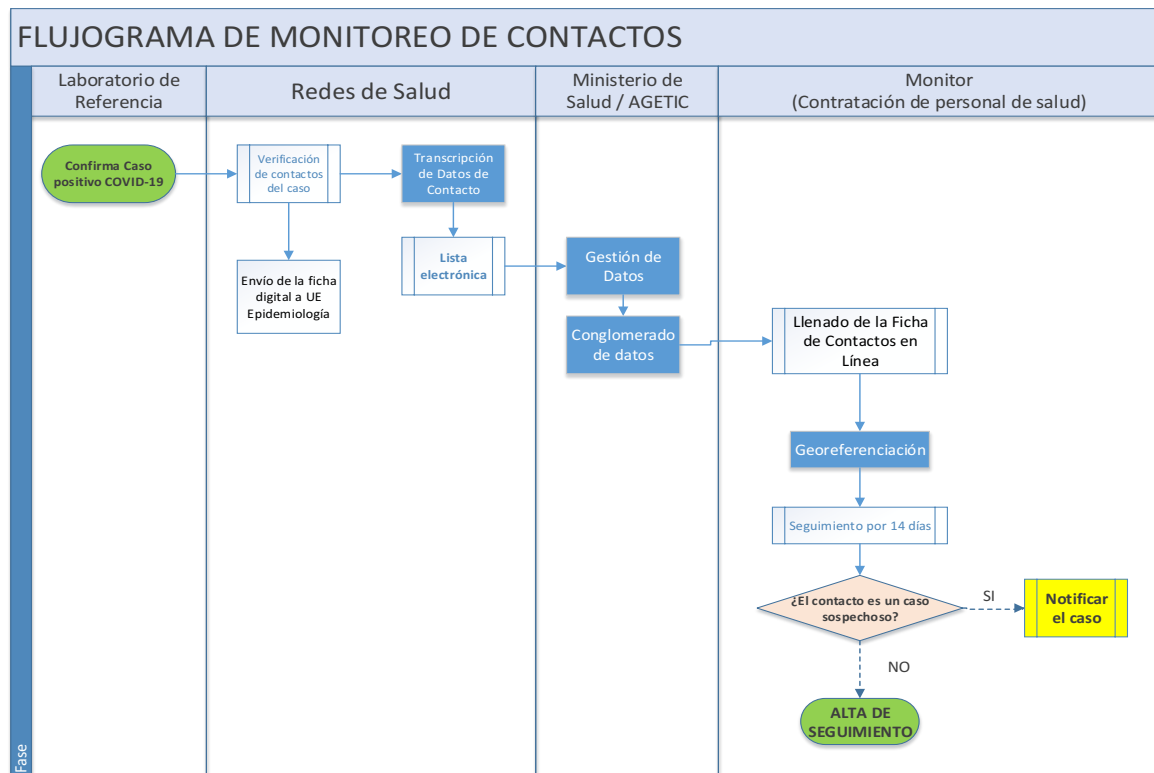 FLUJOGRAMA DE MONITOREO DE CONTACTOS
Laboratorio de
Referencia
Redes de Salud
Ministerio de
Salud / AGETIC
Monitor
(Contratación de personal de salud)
Confirma Caso
positivo COVID-19
Verificación
de contactos
del caso
Transcripción
de Datos de
Contacto
Envío de la ficha
digital a UE
Epidemiología
Lista
electrónica
Gestión de
Datos
Conglomerado
de datos
Llenado de la Ficha
de Contactos en
Línea
Georeferenciación
Seguimiento por 14 días
¿El contacto es un caso
sospechoso?
SI
Notificar
el caso
NO
ALTA DE
SEGUIMIENTO
Fase